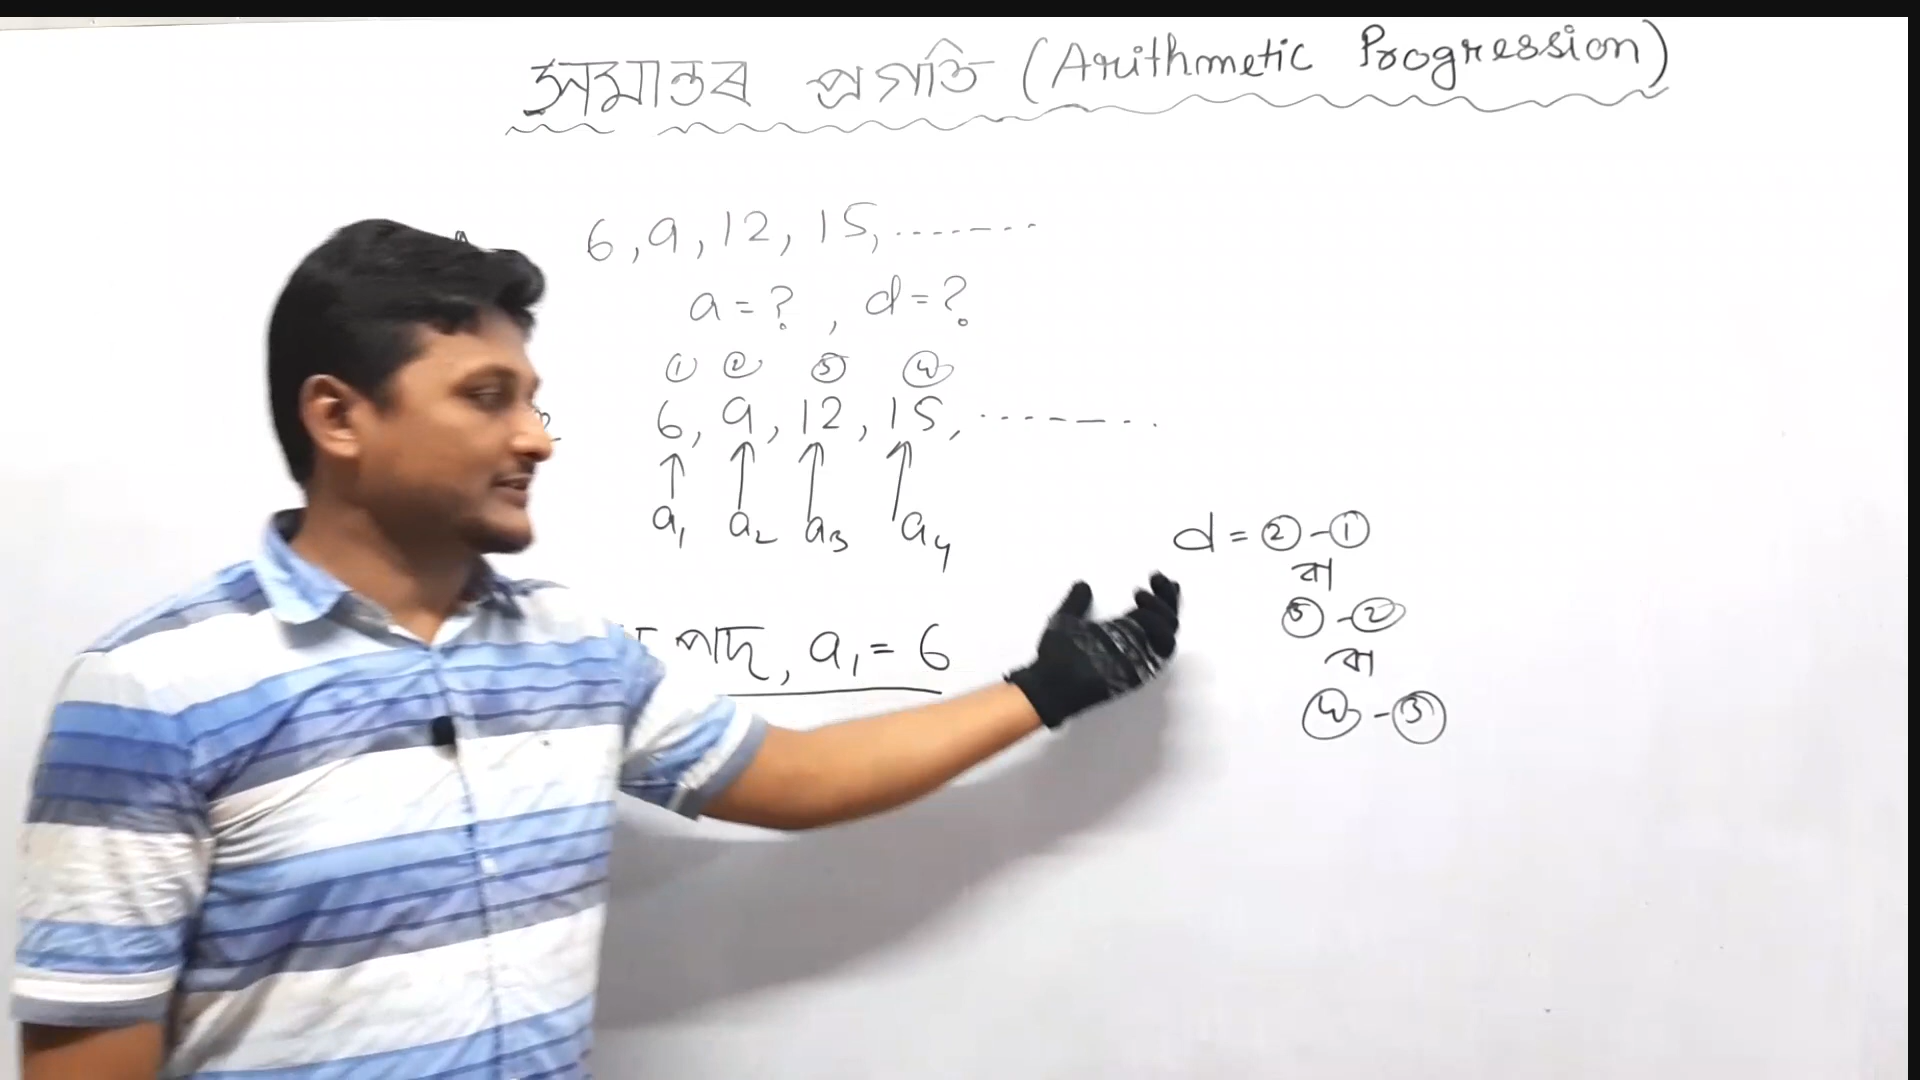 সমান্তৰ প্ৰগতি (Arithmetic Progression)
6, 9, 12, 15, .......
a = ? , d = ?
① ② ③ ④
6, 9, 12, 15, .......
↑ ↑ ↑ ↑
a₁ a₂ a₃ a₄
পদ, a₁ = 6
d = ② - ①
বা
③ - ②
বা
④ - ③